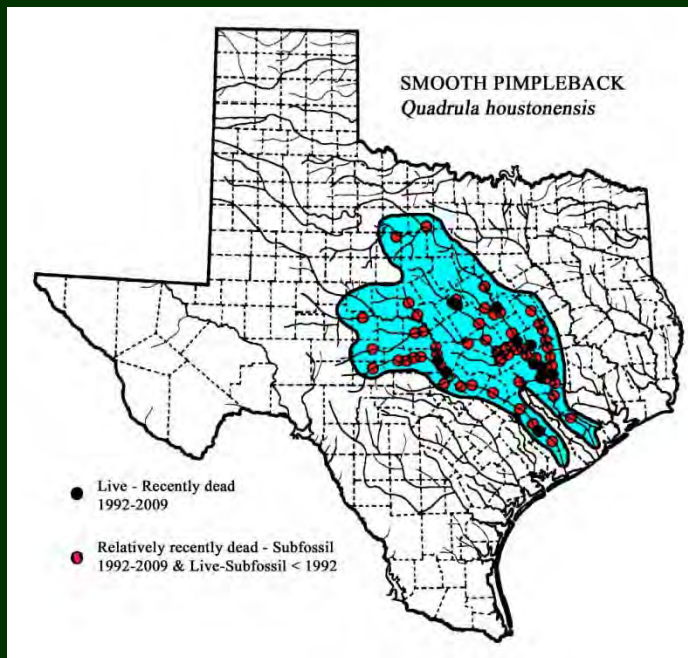 SMOOTH PIMPLEBACK
Quadrula houstonensis
Live - Recently dead
1992-2009
Relatively recently dead - Subfossil
1992-2009 & Live-Subfossil < 1992